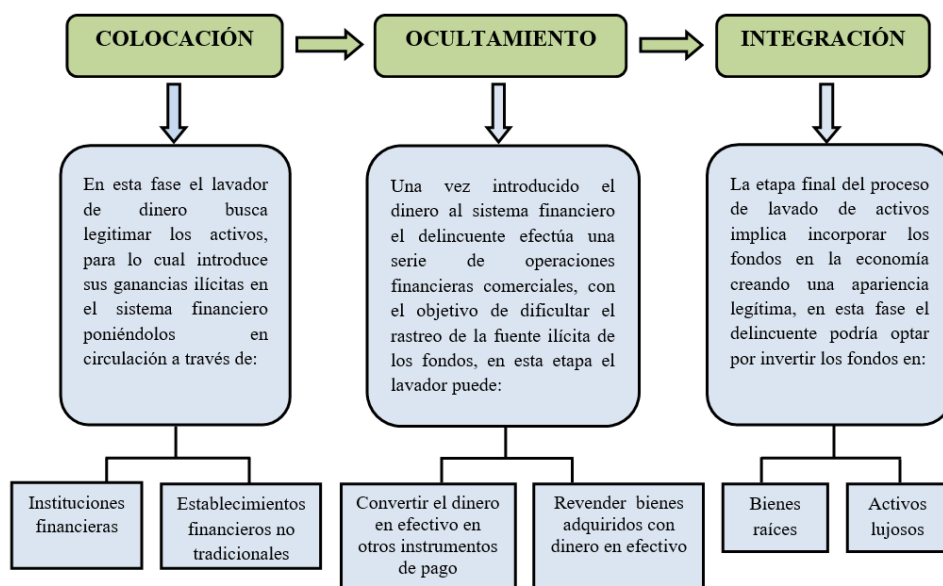 COLOCACIÓN
OCULTAMIENTO
INTEGRACIÓN
En esta fase el lavador
de dinero busca
legitimar los activos,
para lo cual introduce
sus ganancias ilícitas en
el sistema financiero
poniéndolos en
circulación a través de:
Una vez introducido el
dinero al sistema financiero
el delincuente efectúa una
serie de operaciones
financieras comerciales, con
el objetivo de dificultar el
rastreo de la fuente ilícita
de los fondos, en esta etapa el
lavador puede:
La etapa final del proceso
de lavado de activos
implica incorporar los
fondos en la economía
creando una apariencia
legítima, en esta fase el
delincuente podría optar
por invertir los fondos en:
Instituciones
financieras
Establecimientos
financieros no
tradicionales
Convertir el dinero
en efectivo en
otros instrumentos
de pago
Revender bienes
adquiridos con
dinero en efectivo
Bienes
raíces
Activos
lujosos